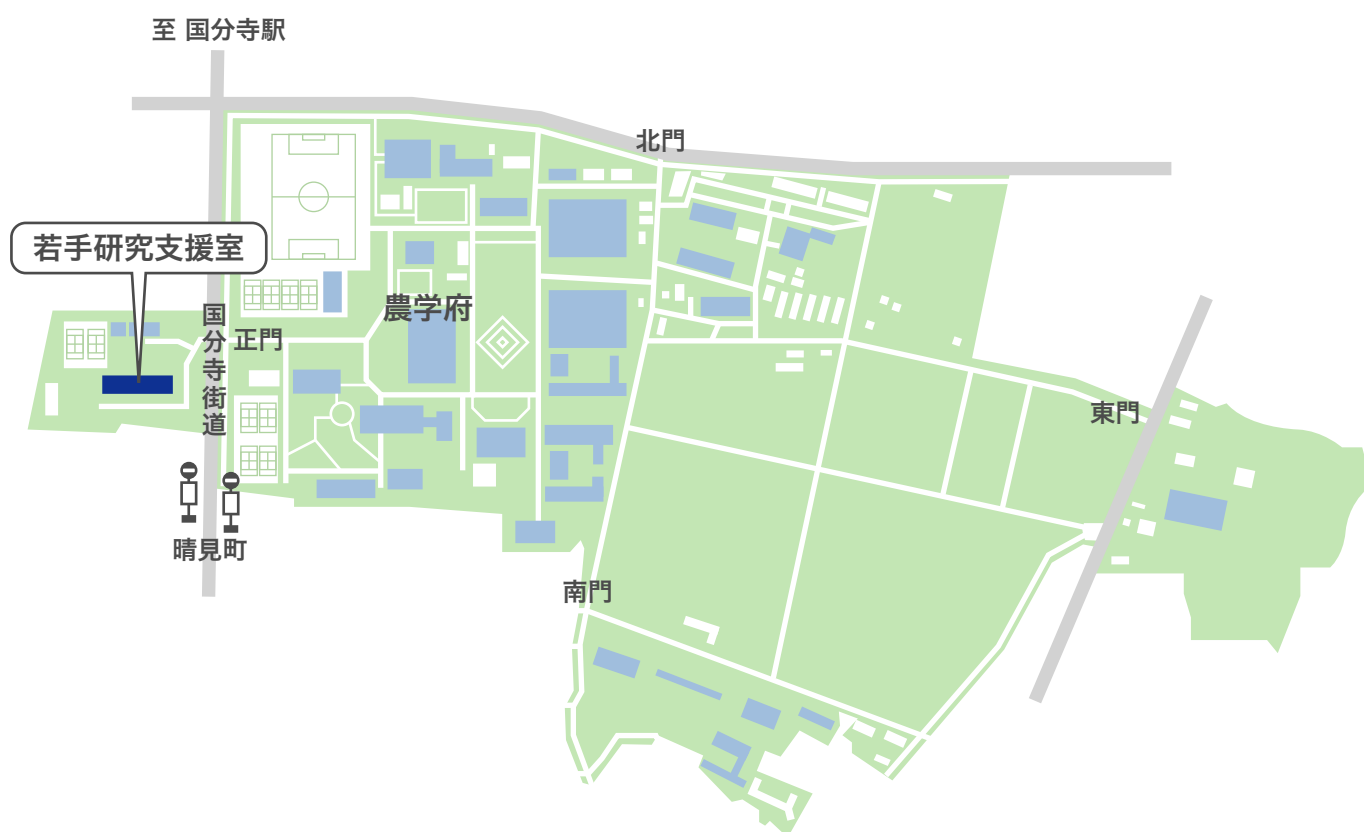 至 国分寺駅
北門
若手研究支援室
農学府
国分寺街道
正門
東門
晴見町
南門